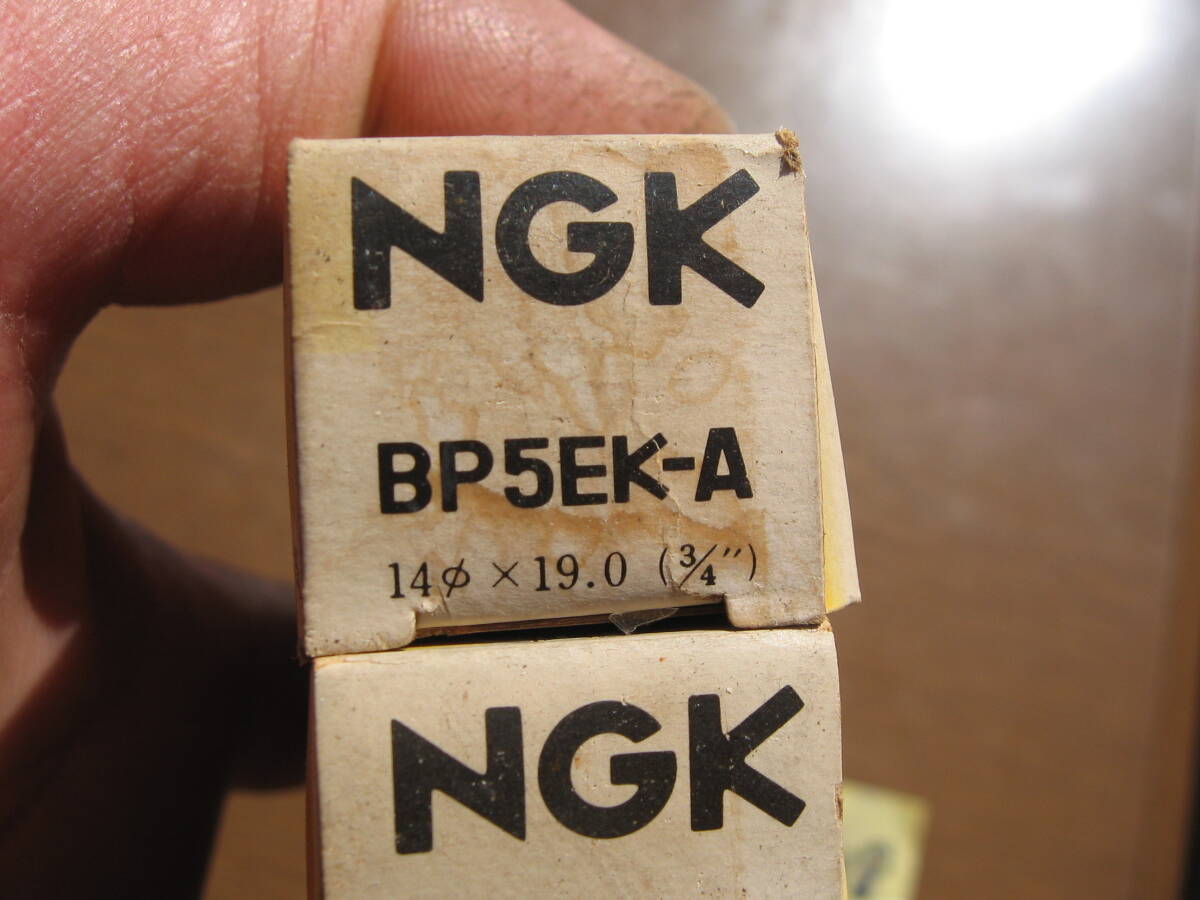 NGK
BP5EK-A
14φ × 19.0 (3/4")
NGK